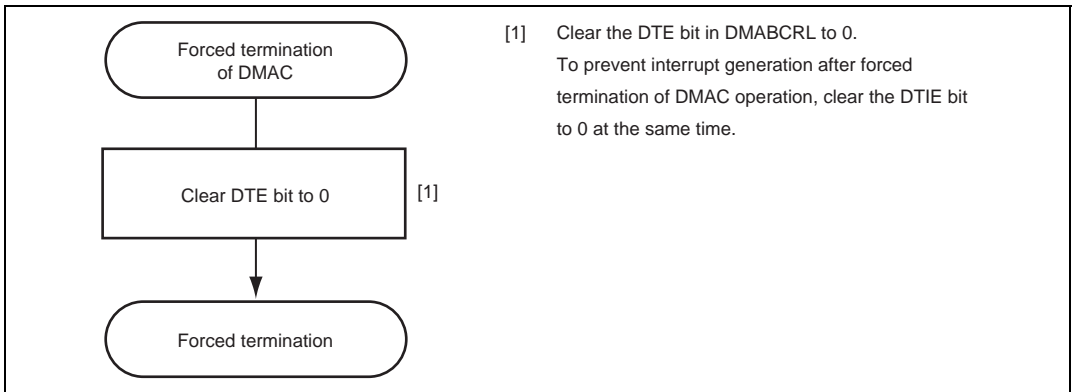 Forced termination
of DMAC
Clear DTE bit to 0
[1]
Forced termination
[1] Clear the DTE bit in DMABCRL to 0.
To prevent interrupt generation after forced
termination of DMAC operation, clear the DTIE bit
to 0 at the same time.